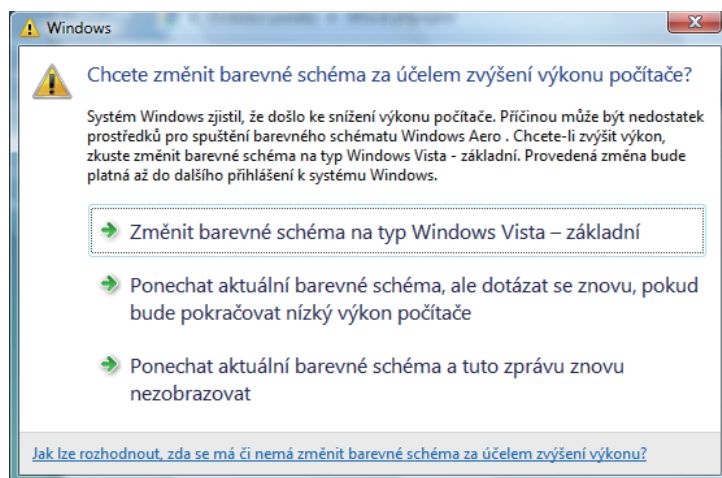 Windows
Chcete změnit barevné schéma za účelem zvýšení výkonu počítače?
Systém Windows zjistil, že došlo ke snížení výkonu počítače. Příčinou může být nedostatek
prostředků pro spuštění barevného schématu Windows Aero . Chcete-li zvýšit výkon,
zkuste změnit barevné schéma na typ Windows Vista - základní. Provedená změna bude
platná až do dalšího přihlášení k systému Windows.
Změnit barevné schéma na typ Windows Vista – základní
Ponechat aktuální barevné schéma, ale dotázat se znovu, pokud
bude pokračovat nízký výkon počítače
Ponechat aktuální barevné schéma a tuto zprávu znovu
nezobrazovat
Jak lze rozhodnout, zda se má či nemá změnit barevné schéma za účelem zvýšení výkonu?